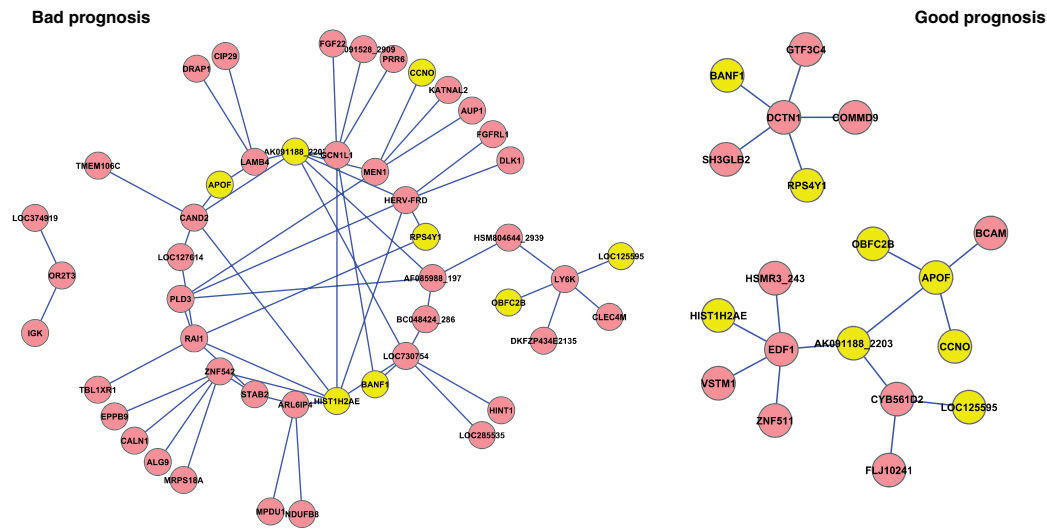 Bad prognosis
Good prognosis
FGF22
091528_2909
PRR6
CIP29
DRAP1
CCNO
KATNAL2
AUP1
FGFRL1
DLK1
AK091188_2203
GCN1L1
LAMB4
MEN1
TMEM106C
APOF
HERV-FRD
CAND2
RPS4Y1
LOC374919
HSM804644_2939
LOC127614
LOC125595
OR2T3
AF085988_197
LY6K
PLD3
OBFC2B
CLEC4M
BC048424_286
IGK
RAI1
DKFZP434E2135
LOC730754
ZNF542
TBL1XR1
BANF1
STAB2
ARL6IP4
HIST1H2AE
EPPB9
HINT1
CALN1
LOC285535
ALG9
MRPS18A
MPDU1
NDUFB8
GTF3C4
BANF1
DCTN1
COMMD9
SH3GLB2
RPS4Y1
BCAM
OBFC2B
HSMR3_243
APOF
HIST1H2AE
EDF1
AK091188_2203
CCNO
VSTM1
CYB561D2
LOC125595
ZNF511
FLJ10241